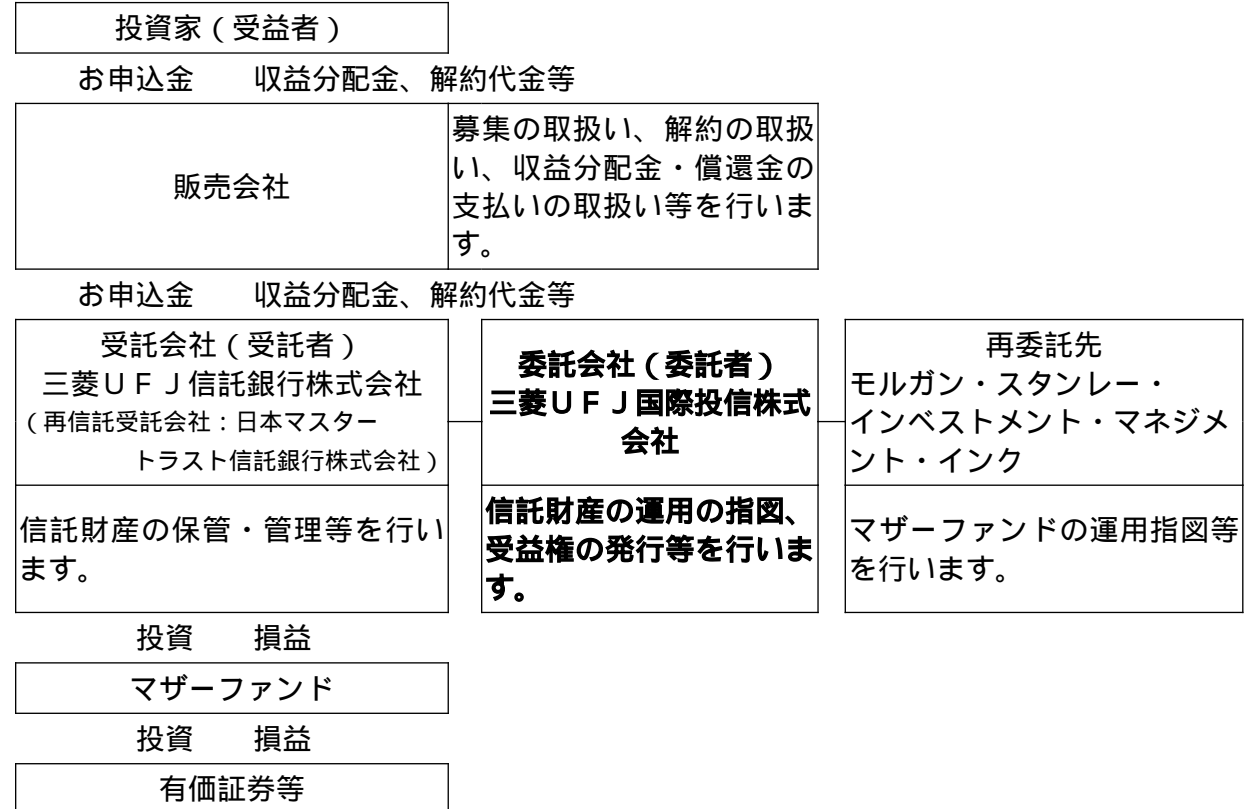 投資家（受益者）
お申込金　　収益分配金、解約代金等
販売会社
募集の取扱い、解約の取扱
い、収益分配金・償還金の
支払いの取扱い等を行いま
す。
お申込金　　収益分配金、解約代金等
受託会社（受託者）
三菱ＵＦＪ信託銀行株式会社
（再信託受託会社：日本マスター
トラスト信託銀行株式会社）
委託会社（委託者）
三菱ＵＦＪ国際投信株式
会社
再委託先
モルガン・スタンレー・
インベストメント・マネジメ
ント・インク
信託財産の保管・管理等を行い
ます。
信託財産の運用の指図、
受益権の発行等を行いま
す。
マザーファンドの運用指図等
を行います。
投資　　損益
マザーファンド
投資　　損益
有価証券等